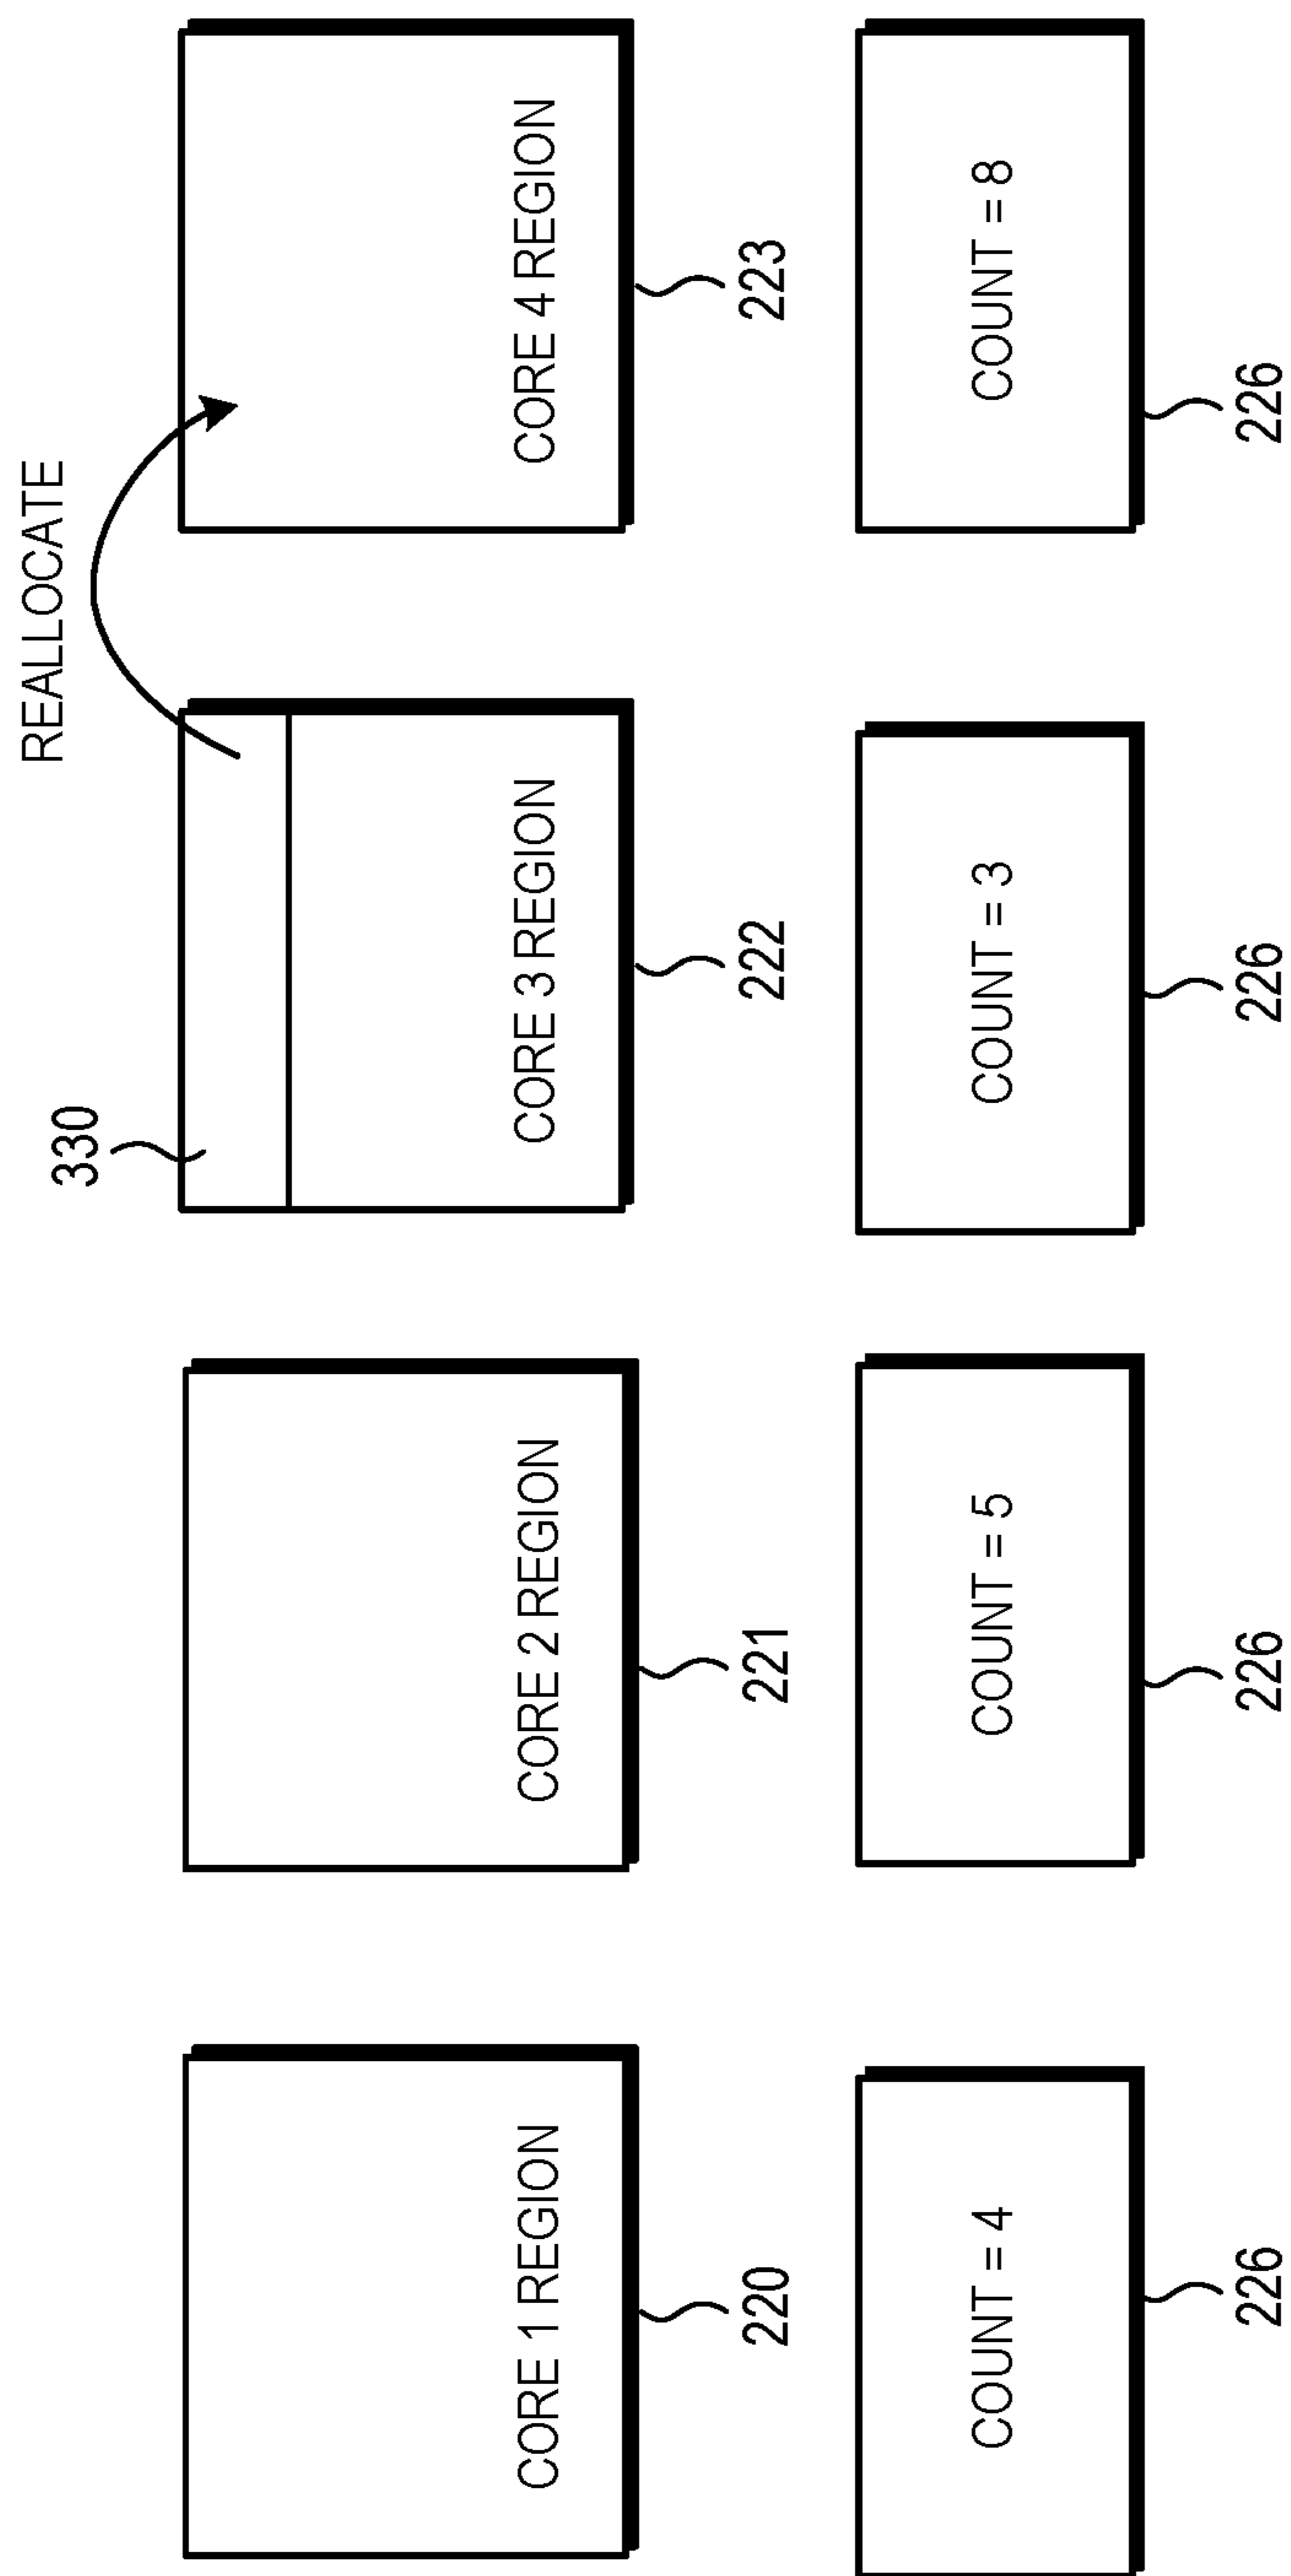 REALLOCATE
330
CORE 1 REGION
CORE 2 REGION
CORE 3 REGION
CORE 4 REGION
220
221
222
223
COUNT = 4
COUNT = 5
COUNT = 3
COUNT = 8
226
226
226
226